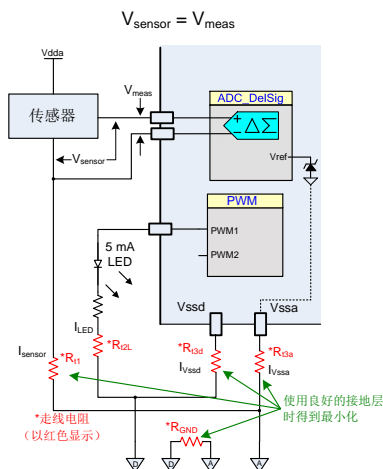 Vsensor = Vmeas
Vdda
传感器
Vmeas
ADC_DelSig
ΔΣ
Vref
Vsensor
PWM
PWM1
PWM2
5 mA
LED
Vssd
Vssa
ILED
*Rt2L
Isensor
*Rt1
*Rt3d
IVssd
*Rt3a
IVssa
使用良好的接地层
时得到最小化
*走线电阻
(以红色显示)
*RGND
D
D
A
A